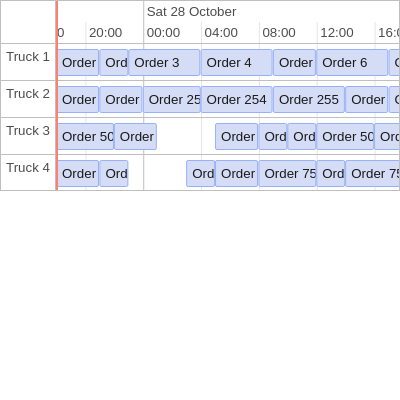 Sat 28 October
0 20:00 00:00 04:00 08:00 12:00 16:0
Truck 1 Order Ord Order 3 Order 4 Order Order 6
Truck 2 Order Order Order 25 Order 254 Order 255 Order
Truck 3 Order 50 Order Order Ord Ord Order 50 Ord
Truck 4 Order Ord Ord Order Order 75 Ord Order 75